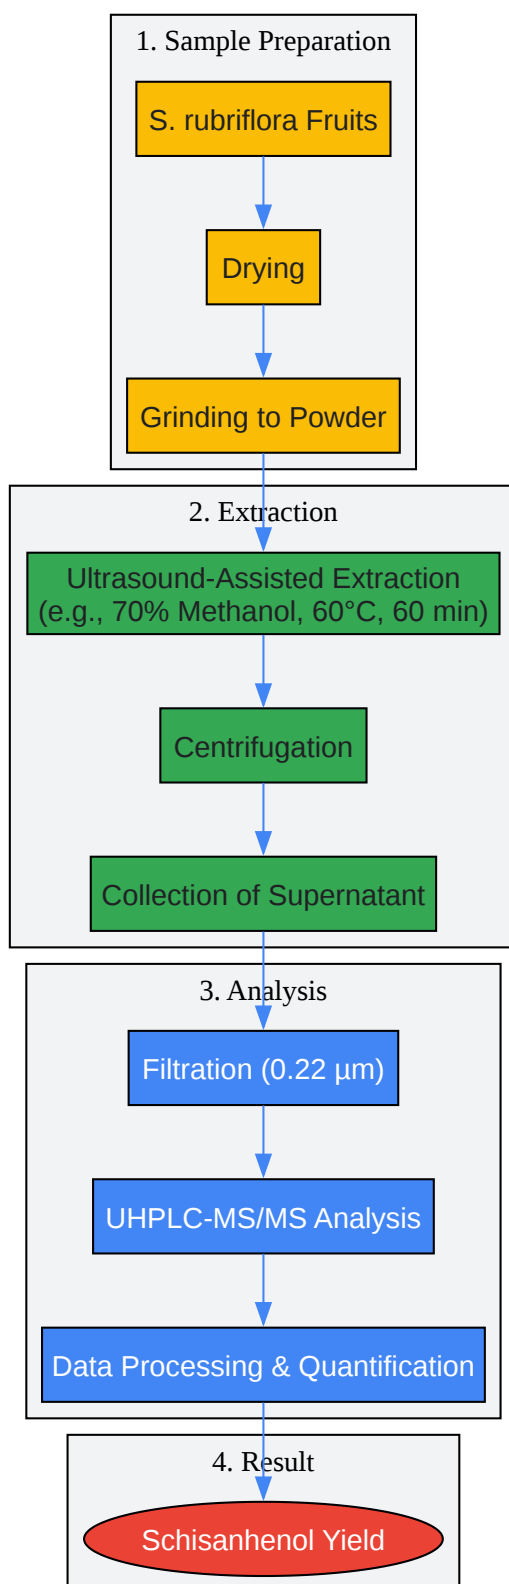 1. Sample Preparation
S. rubriflora Fruits
Drying
Grinding to Powder
2. Extraction
Ultrasound-Assisted Extraction
(e.g., 70% Methanol, 60°C, 60 min)
Centrifugation
Collection of Supernatant
3. Analysis
Filtration (0.22 µm)
UHPLC-MS/MS Analysis
Data Processing & Quantification
4. Result
Schisanhenol Yield